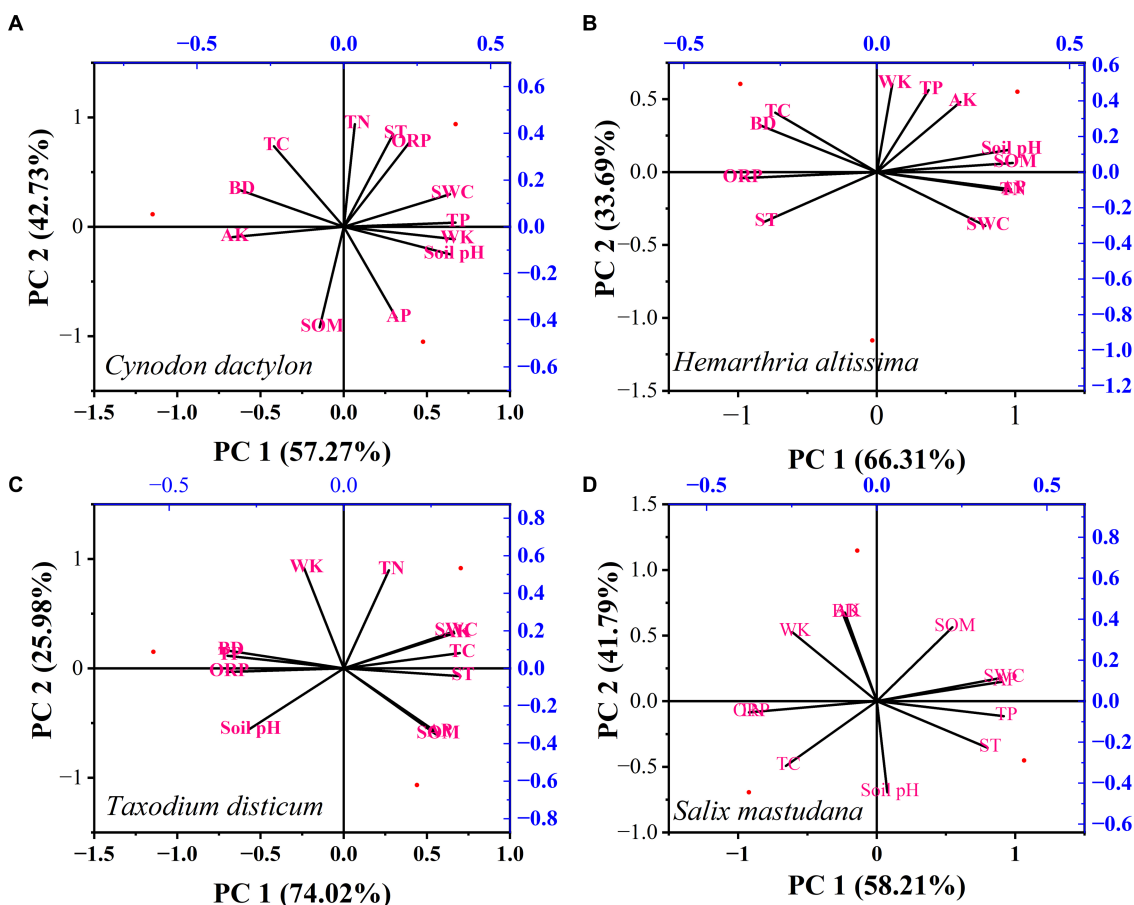 A
−0.5 0.0 0.5
PC 2 (42.73%)
1
0
−1
0.6
0.4
0.2
0.0
−0.2
−0.4
−0.6
TN
TC
ST
ORP
BD
SWC
TP
AK
WK
Soil pH
SOM
AP
Cynodon dactylon
−1.5 −1.0 −0.5 0.0 0.5 1.0
PC 1 (57.27%)
B
−0.5 0.0 0.5
PC 2 (33.69%)
0.5
0.0
−0.5
−1.0
−1.5
0.6
0.4
0.2
0.0
−0.2
−0.4
−0.6
−0.8
−1.0
−1.2
WK
TP
AK
TC
BD
Soil pH
SOM
ORP
AP
TN
ST
SWC
Hemarthria altissima
−1 0 1
PC 1 (66.31%)
C
−0.5 0.0 0.5
PC 2 (25.98%)
1
0
−1
0.8
0.6
0.4
0.2
0.0
−0.2
−0.4
−0.6
−0.8
WK
TN
SWC
BD
TC
ORP
ST
Soil pH
SOM
AP
Taxodium disticum
−1.5 −1.0 −0.5 0.0 0.5 1.0
PC 1 (74.02%)
D
−0.5 0.0 0.5
PC 2 (41.79%)
1.5
1.0
0.5
0.0
−0.5
−1.0
0.8
0.6
0.4
0.2
0.0
−0.2
−0.4
−0.6
BD
AK
WK
SOM
SWC
AP
ORP
TP
ST
TC
Soil pH
Salix mastudana
−1 0 1
PC 1 (58.21%)